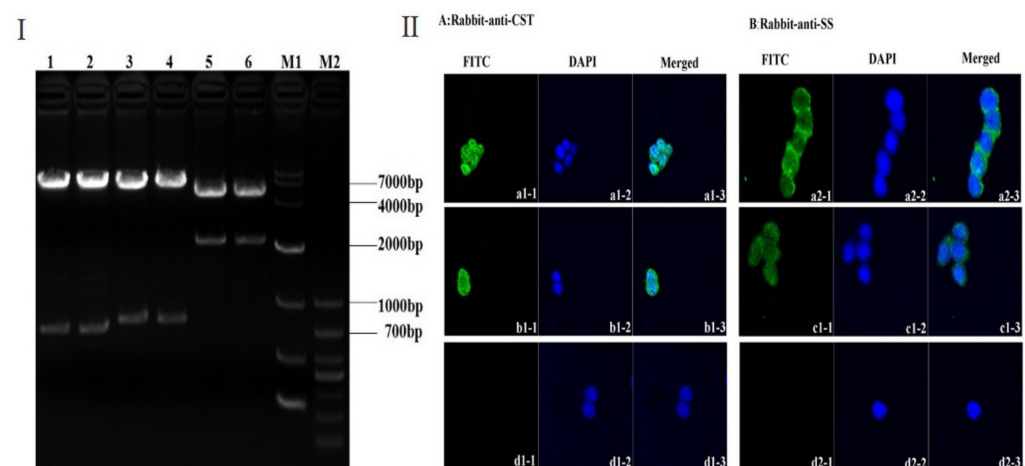 I
1 2 3 4 5 6 M1 M2
7000bp
4000bp
2000bp
1000bp
700bp
II
A:Rabbit-anti-CST
FITC DAPI Merged
a1-1 a1-2 a1-3
b1-1 b1-2 b1-3
d1-1 d1-2 d1-3
B:Rabbit-anti-SS
FITC DAPI Merged
a2-1 a2-2 a2-3
c1-1 c1-2 c1-3
d2-1 d2-2 d2-3